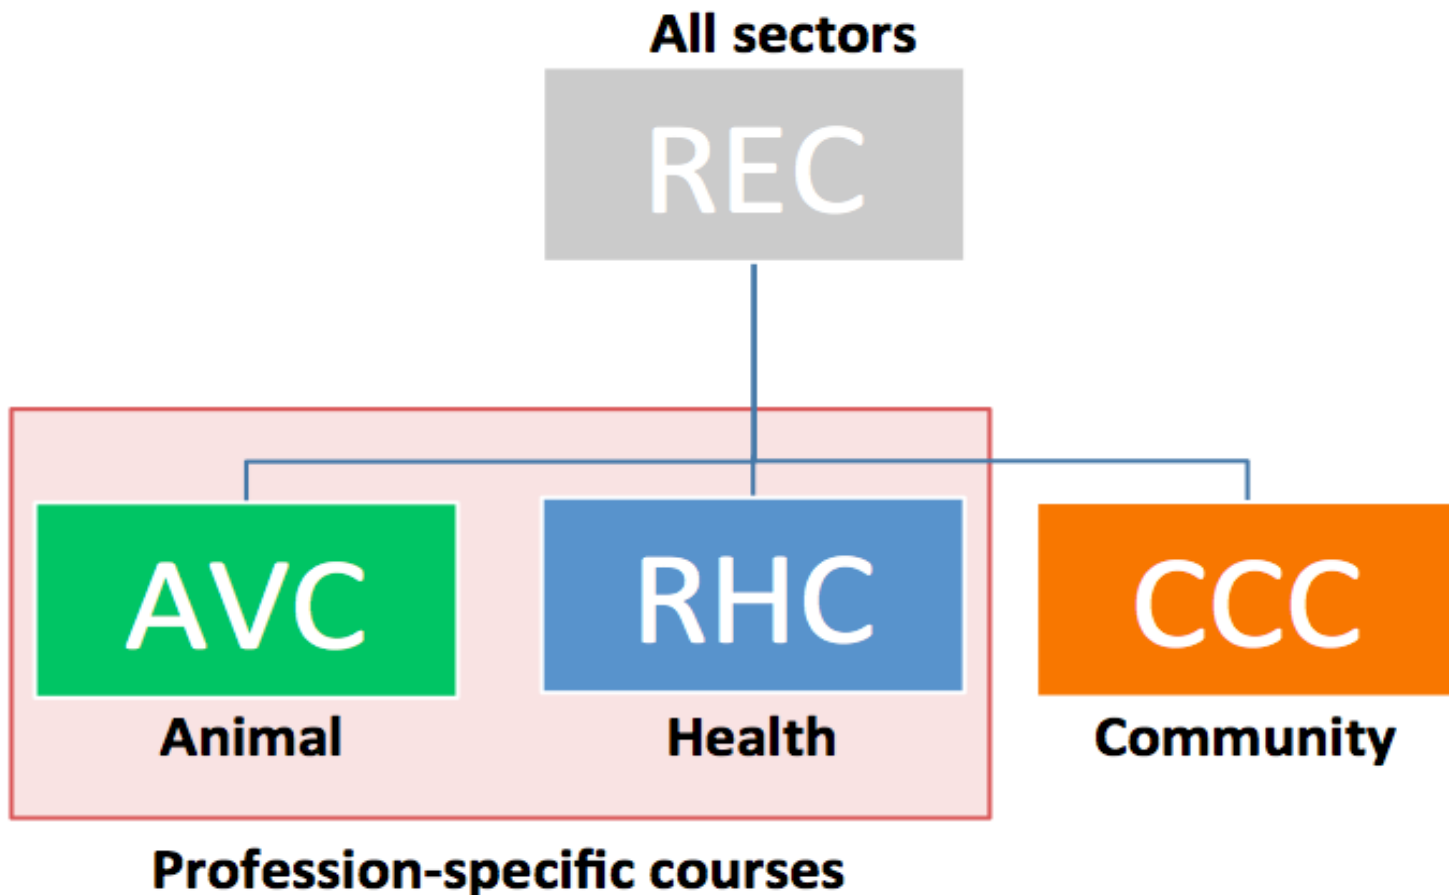 All sectors
REC
AVC
RHC
CCC
Animal
Health
Community
Profession-specific courses